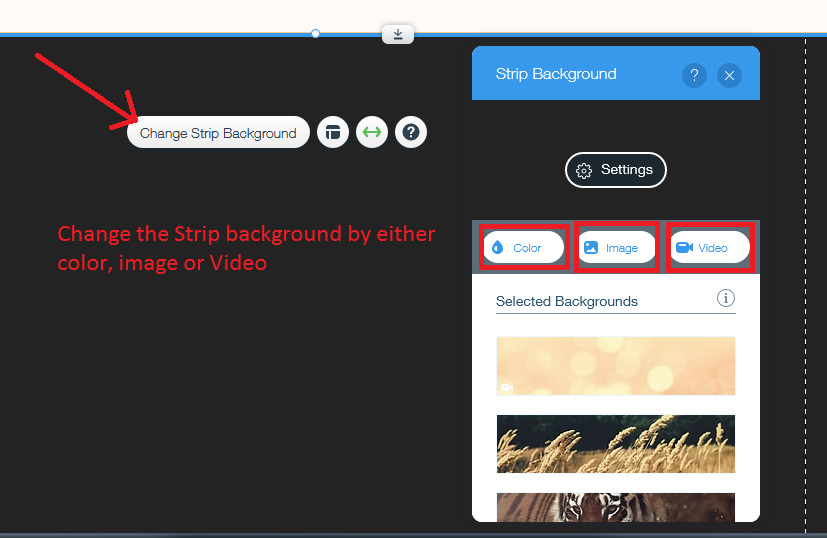 Strip Background
?
Change Strip Background
?
Settings
Change the Strip background by either
color, image or Video
Color
Image
Video
Selected Backgrounds
i